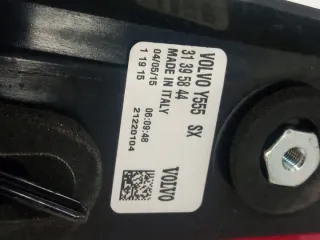 VOLVO Y555 SX
31 39 58 44
MADE IN ITALY
04/05/15
1 19 15
06:09:48
21220104
VOLVO